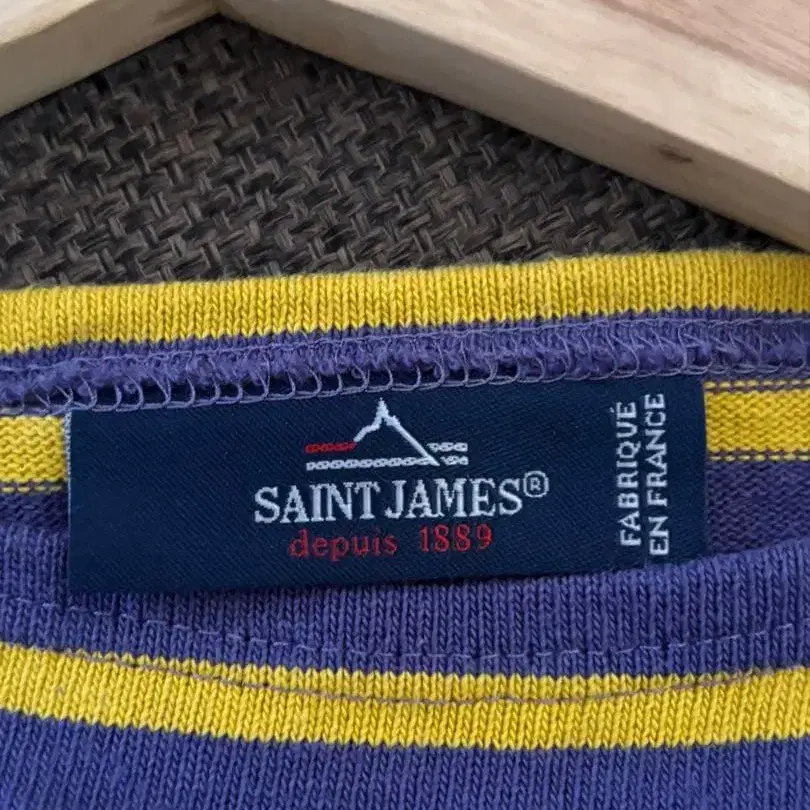 SAINT JAMES®
depuis 1889
FABRIQUÉ
EN FRANCE